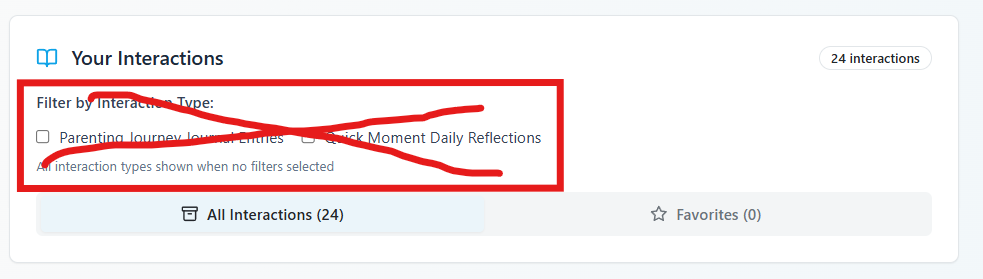 Your Interactions
24 interactions
Filter by Interaction Type:
Parenting Journey Journal Entries
Quick Moment Daily Reflections
All interaction types shown when no filters selected
All Interactions (24)
Favorites (0)